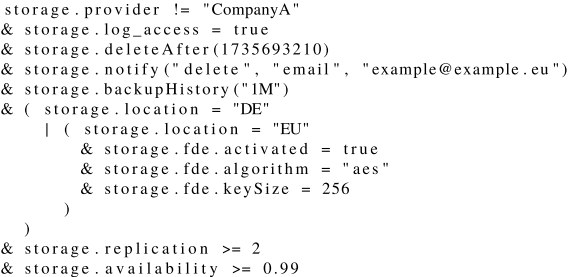 storage.provider != "CompanyA"
& storage.log_access = true
& storage.deleteAfter(1735693210)
& storage.notify("delete", "email", "example@example.eu")
& storage.backupHistory("1M")
& ( storage.location = "DE"
| ( storage.location = "EU"
& storage.fde.activated = true
& storage.fde.algorithm = "aes"
& storage.fde.keySize = 256
)
)
& storage.replication >= 2
& storage.availability >= 0.99